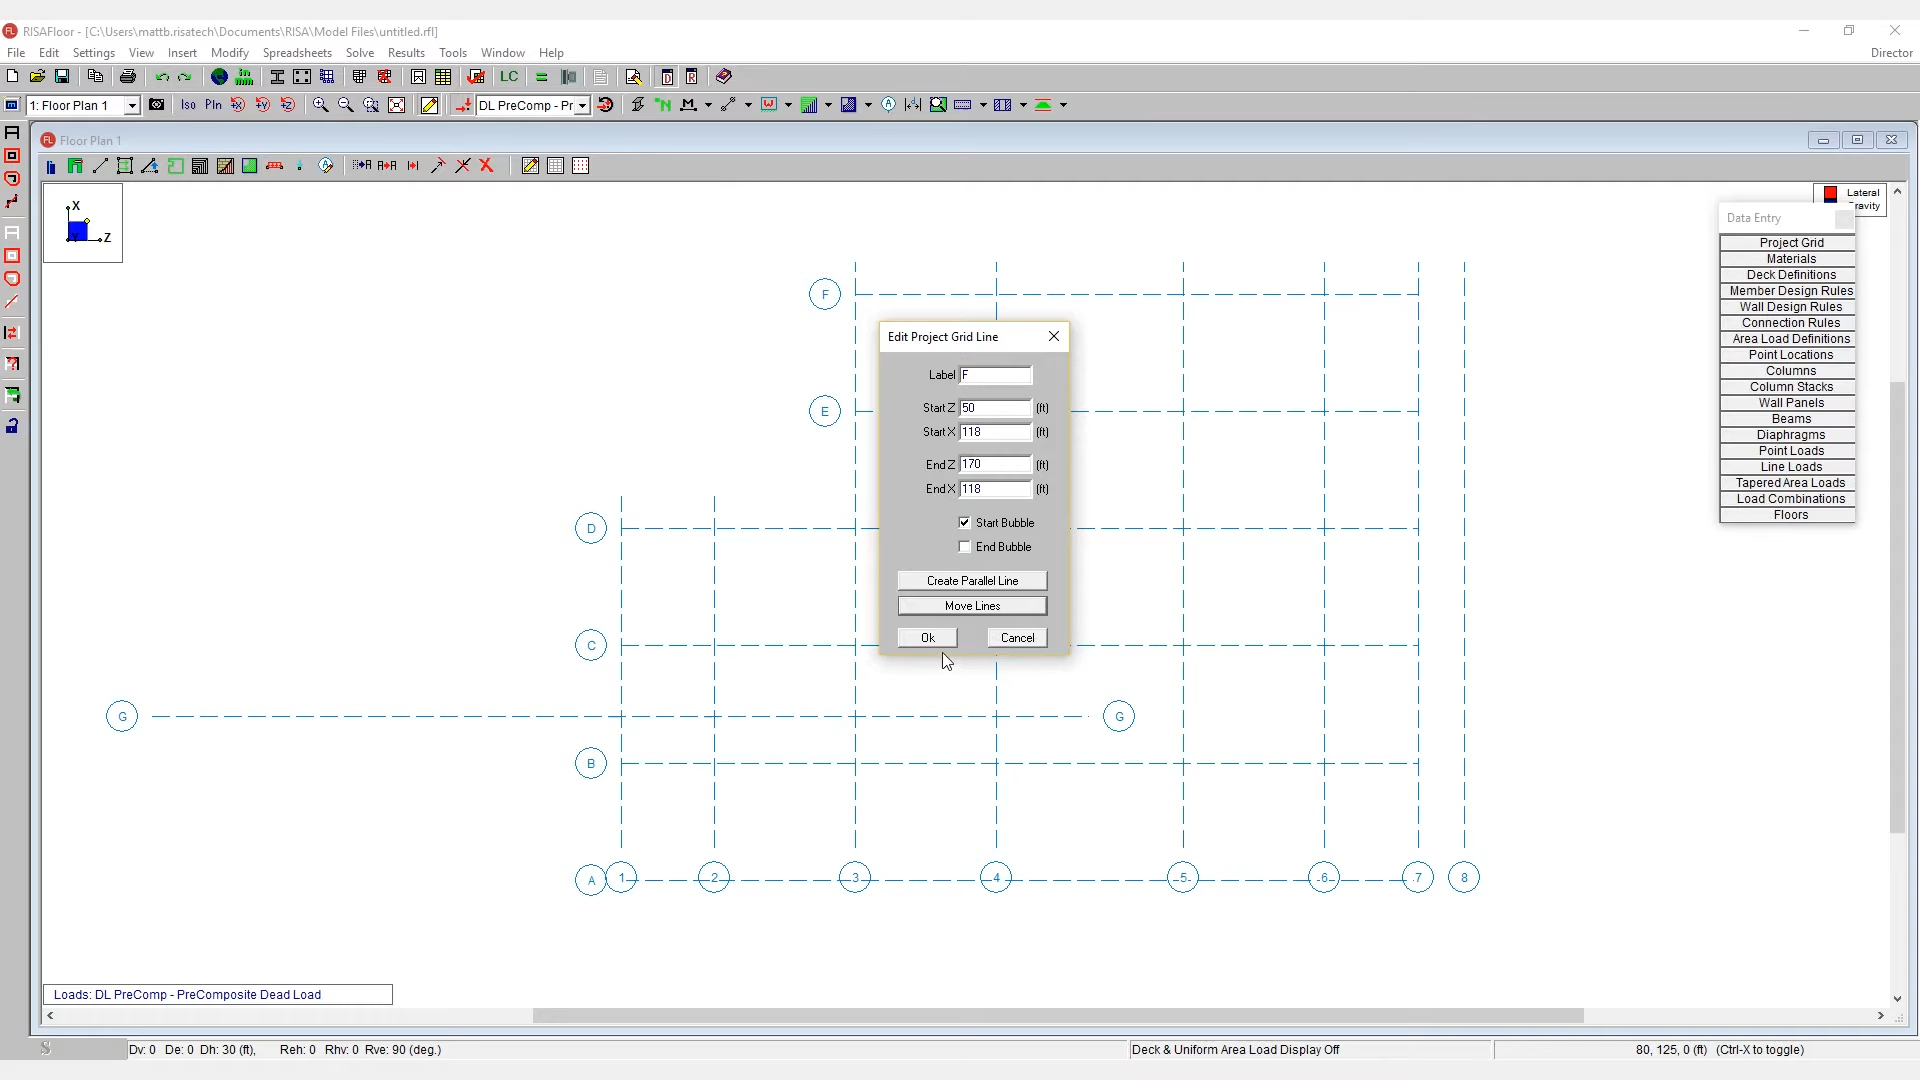 RISAFloor - [C:\Users\mattb.risatech\Documents\RISA\Model Files\untitled.rfl]
File Edit Settings View Insert Modify Spreadsheets Solve Results Tools Window Help Director
LC D R
1: Floor Plan 1 Iso Pln DL PreComp - Pr
Floor Plan 1
X
Y Z
Lateral
Gravity
Data Entry
Project Grid
Materials
Deck Definitions
Member Design Rules
Wall Design Rules
Connection Rules
Area Load Definitions
Point Locations
Columns
Column Stacks
Wall Panels
Beams
Diaphragms
Point Loads
Line Loads
Tapered Area Loads
Load Combinations
Floors
F
E
D
C
G G
B
A 1 2 3 4 5 6 7 8
Edit Project Grid Line
Label F
Start Z 50 (ft)
Start X 118 (ft)
End Z 170 (ft)
End X 118 (ft)
Start Bubble
End Bubble
Create Parallel Line
Move Lines
Ok Cancel
Loads: DL PreComp - PreComposite Dead Load
S Dv: 0 De: 0 Dh: 30 (ft), Reh: 0 Rhv: 0 Rve: 90 (deg.) Deck & Uniform Area Load Display Off 80, 125, 0 (ft) (Ctrl-X to toggle)